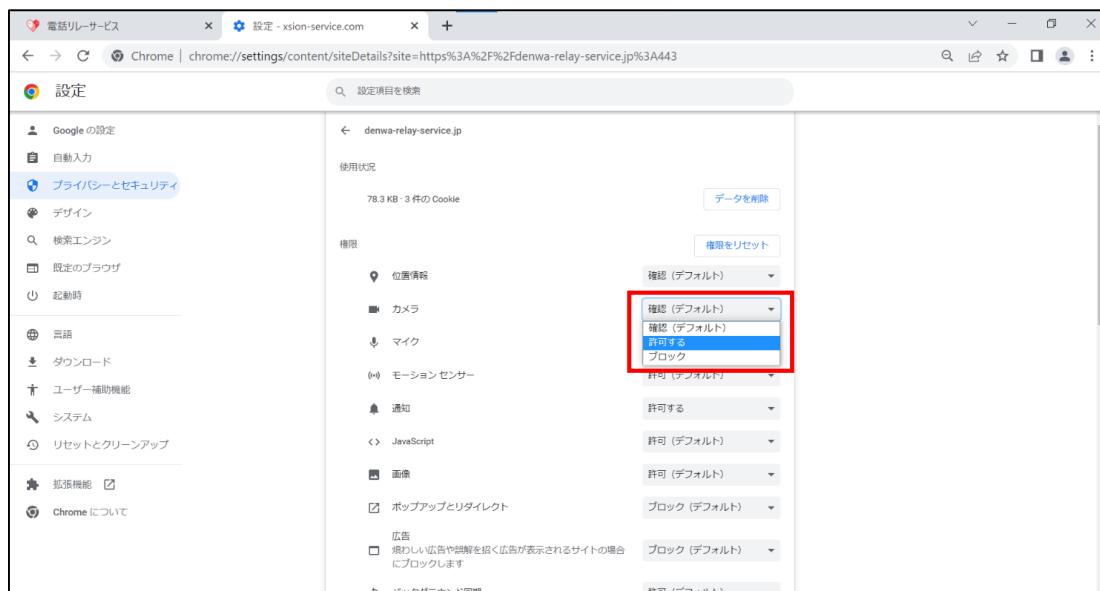 電話リレーサービス
設定 - xsion-service.com
Chrome | chrome://settings/content/siteDetails?site=https%3A%2F%2Fdenwa-relay-service.jp%3A443
設定
設定項目を検索
Google の設定
自動入力
プライバシーとセキュリティ
デザイン
検索エンジン
既定のブラウザ
起動時
言語
ダウンロード
ユーザー補助機能
システム
リセットとクリーンアップ
拡張機能
Chrome について
denwa-relay-service.jp
使用状況
78.3 KB · 3 件の Cookie
データを削除
権限
権限をリセット
位置情報
確認（デフォルト）
カメラ
確認（デフォルト）
確認（デフォルト）
許可する
ブロック
マイク
モーション センサー
許可（デフォルト）
通知
許可する
JavaScript
許可（デフォルト）
画像
許可（デフォルト）
ポップアップとリダイレクト
ブロック（デフォルト）
広告
煩わしい広告や誤解を招く広告が表示されるサイトの場合
にブロックします
ブロック（デフォルト）